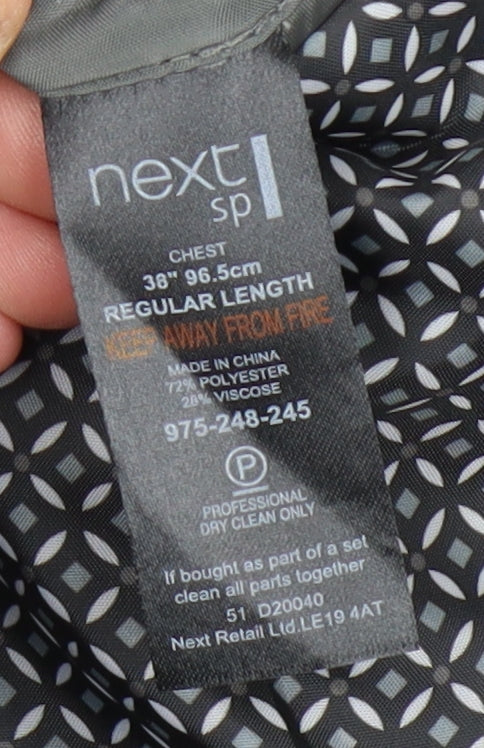 next
sp
CHEST
38" 96.5cm
REGULAR LENGTH
KEEP AWAY FROM FIRE
MADE IN CHINA
72% POLYESTER
28% VISCOSE
975-248-245
P
PROFESSIONAL
DRY CLEAN ONLY
If bought as part of a set
clean all parts together
51 D20040
Next Retail Ltd.LE19 4AT